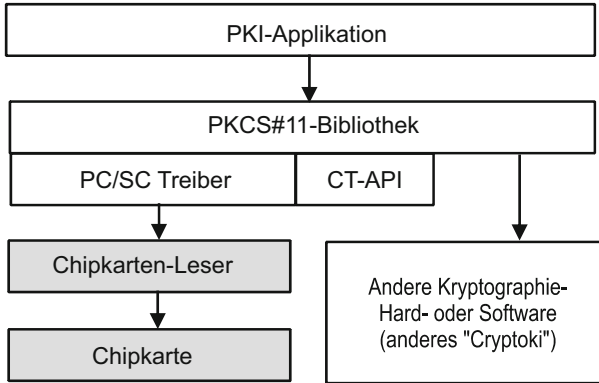 PKI-Applikation
PKCS#11-Bibliothek
PC/SC Treiber
CT-API
Chipkarten-Leser
Chipkarte
Andere Kryptographie-
Hard- oder Software
(anderes "Cryptoki")